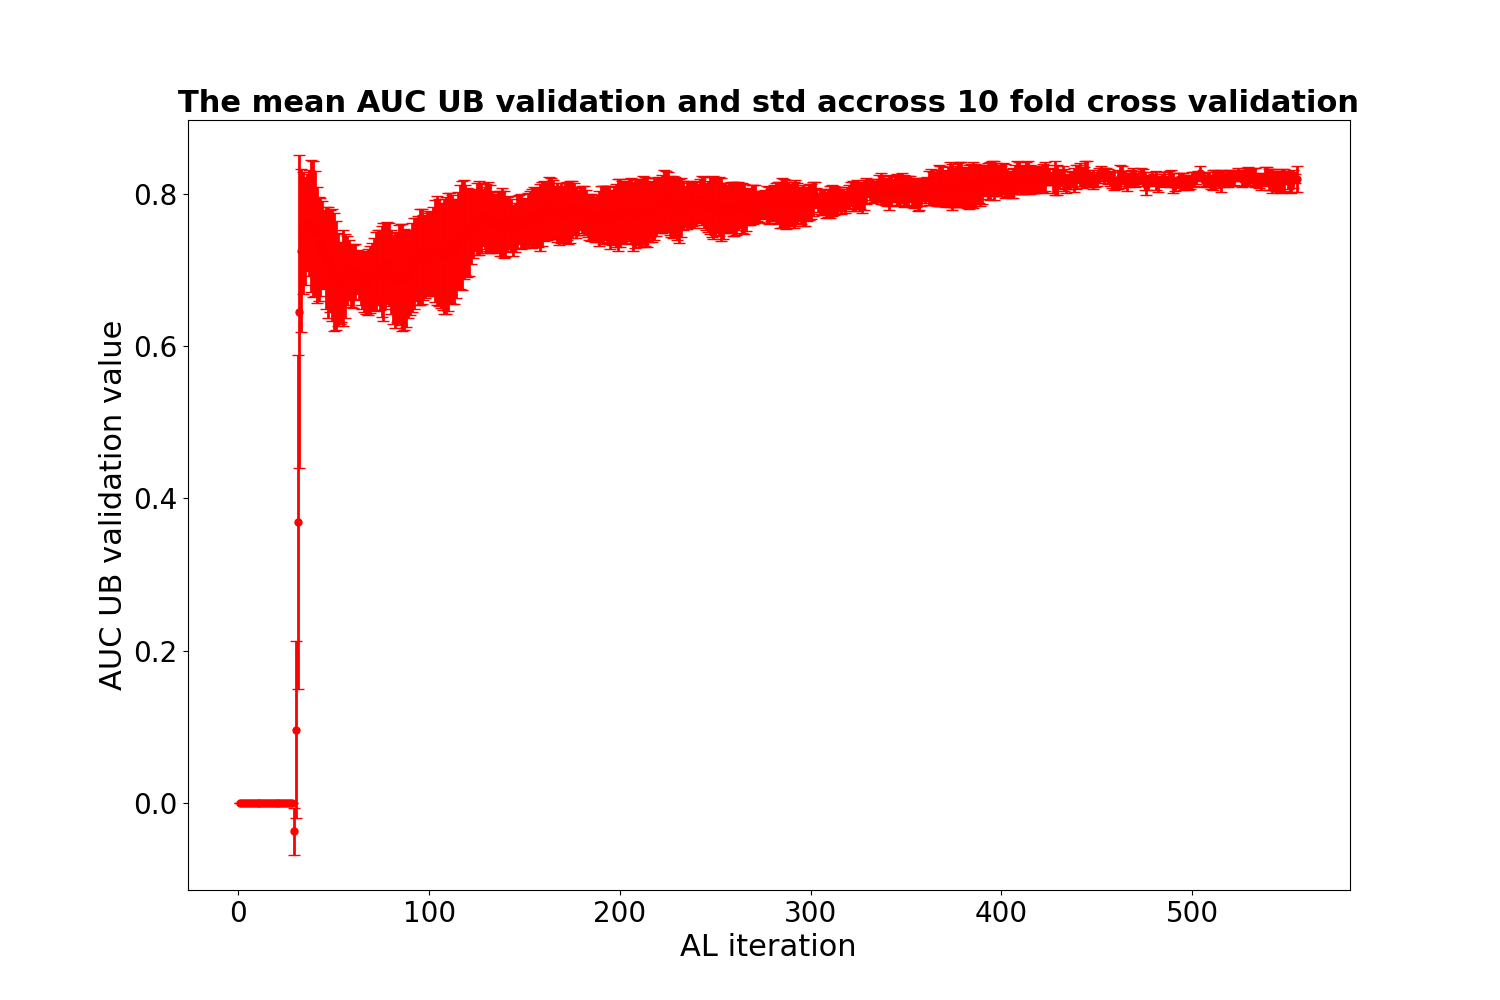 The mean AUC UB validation and std accross 10 fold cross validation
AUC UB validation value
0.8
0.6
0.4
0.2
0.0
0 100 200 300 400 500
AL iteration